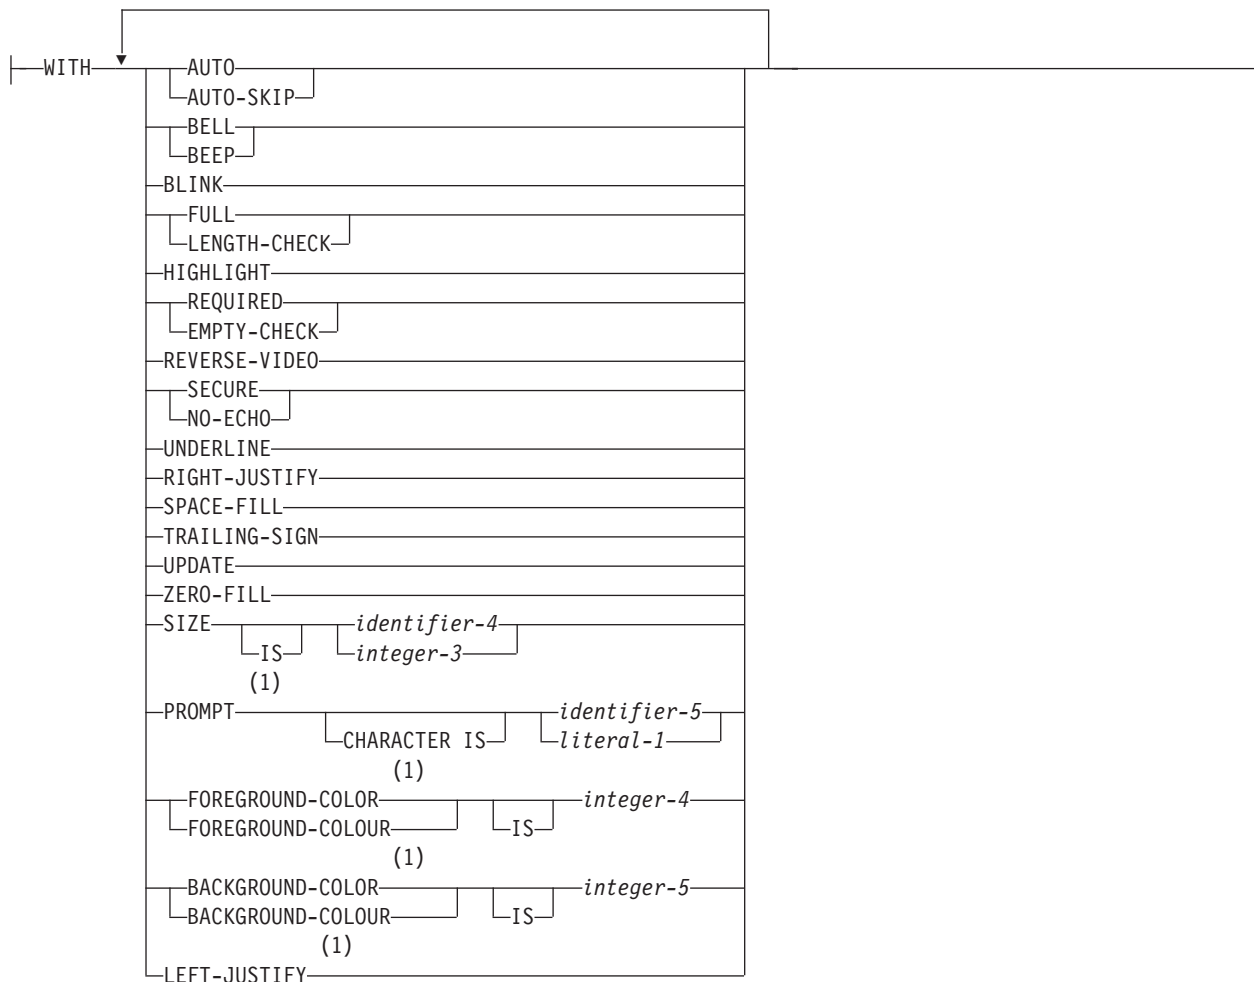 WITH AUTO
AUTO-SKIP
BELL
BEEP
BLINK
FULL
LENGTH-CHECK
HIGHLIGHT
REQUIRED
EMPTY-CHECK
REVERSE-VIDEO
SECURE
NO-ECHO
UNDERLINE
RIGHT-JUSTIFY
SPACE-FILL
TRAILING-SIGN
UPDATE
ZERO-FILL
SIZE identifier-4
IS integer-3
(1)
PROMPT identifier-5
CHARACTER IS literal-1
(1)
FOREGROUND-COLOR integer-4
FOREGROUND-COLOUR IS
(1)
BACKGROUND-COLOR integer-5
BACKGROUND-COLOUR IS
(1)
LEFT-JUSTIFY